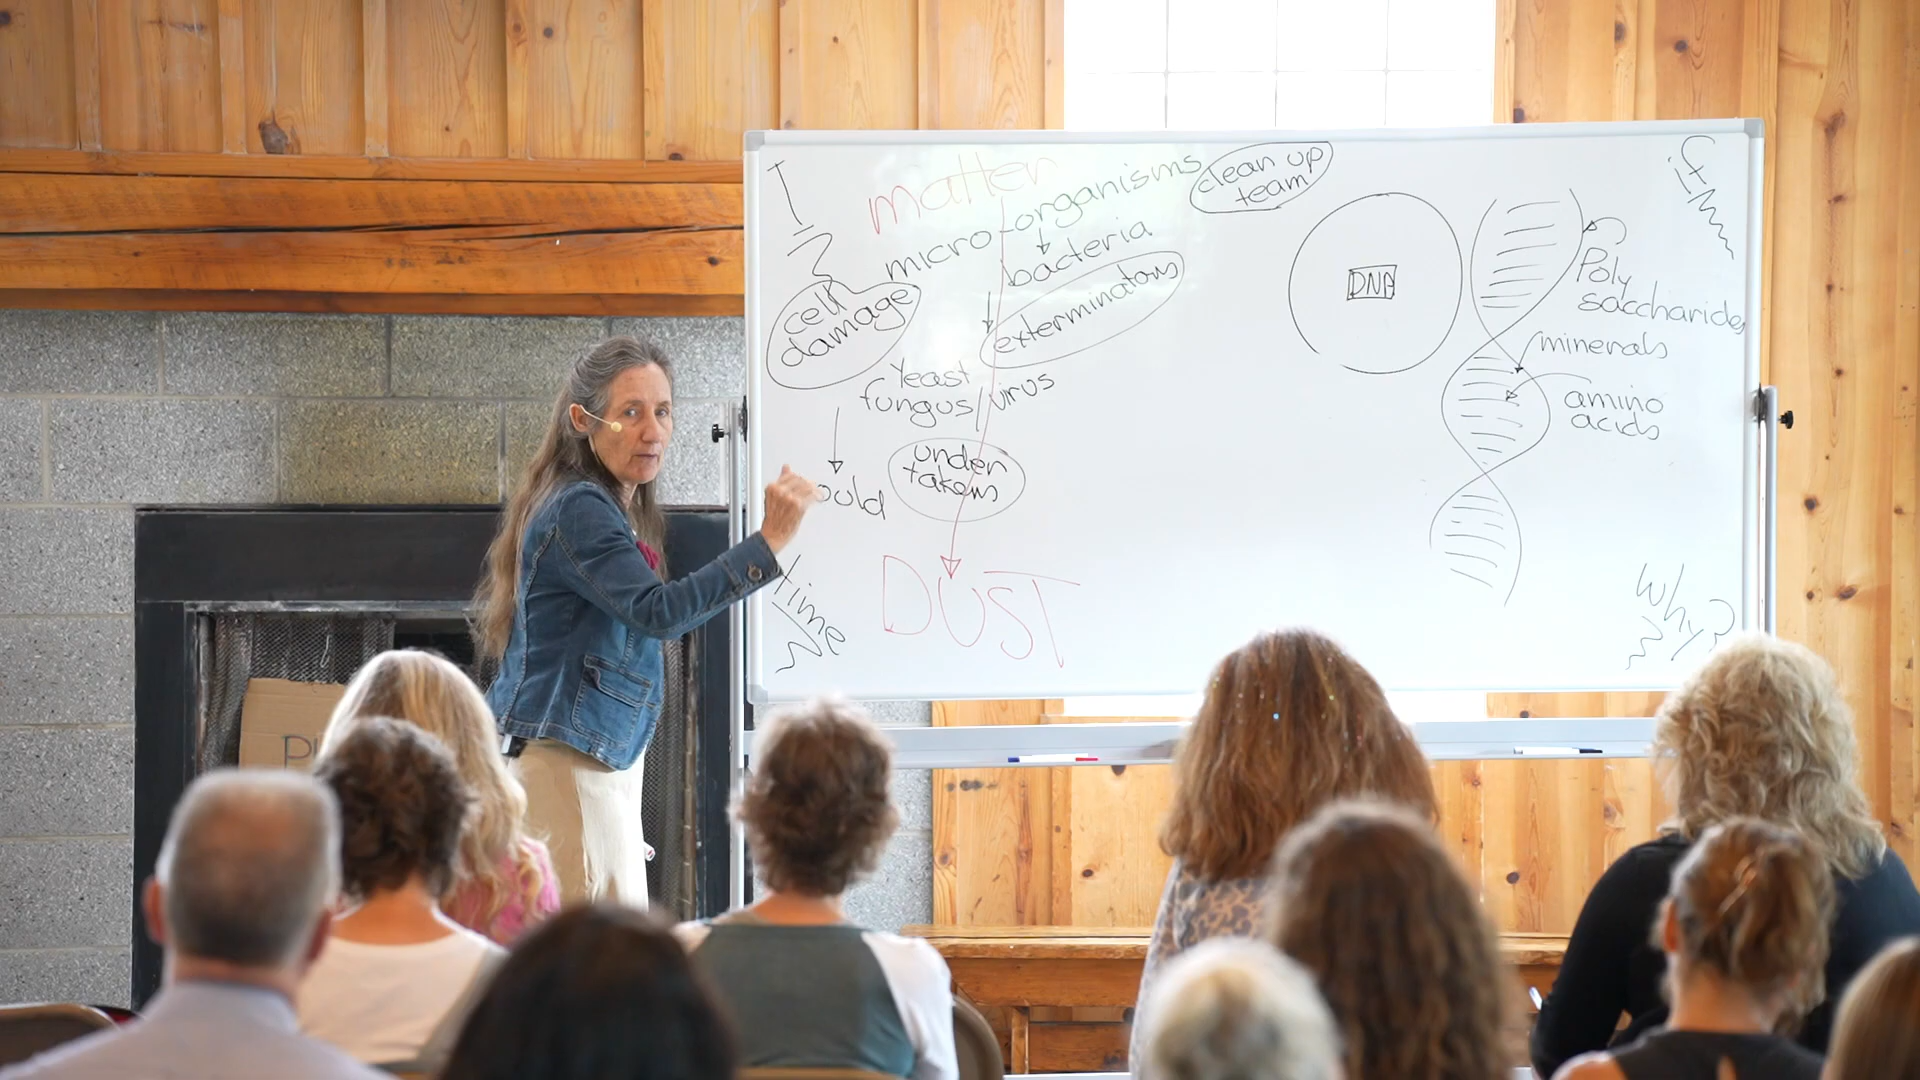 matter
micro-organisms
clean up
team
bacteria
exterminators
cell
damage
Yeast
fungus/virus
under
takers
ould
DUST
time
DNA
Poly
saccharides
minerals
amino
acids
Why?